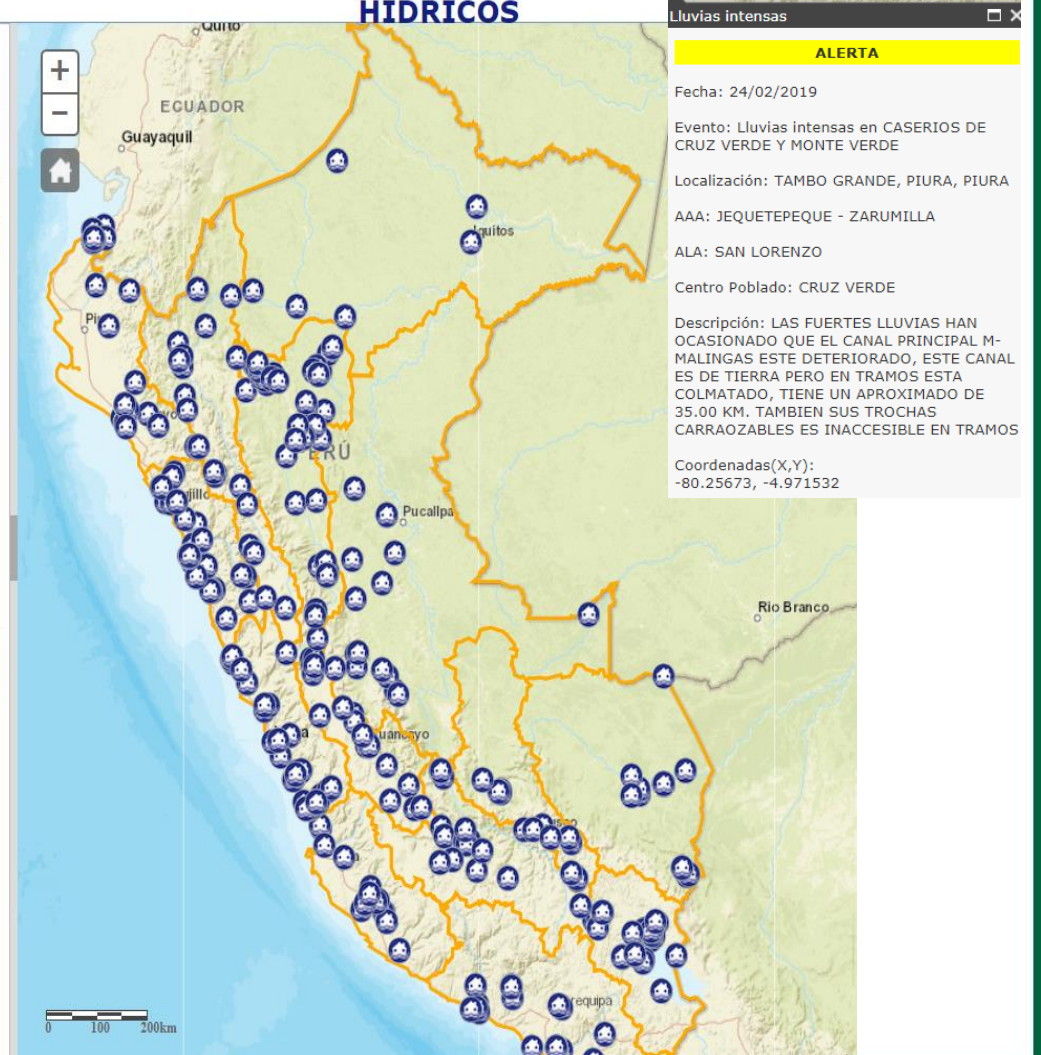 HÍDRICOS
Lluvias intensas
ALERTA
Fecha: 24/02/2019
Evento: Lluvias intensas en CASERIOS DE
CRUZ VERDE Y MONTE VERDE
Localización: TAMBO GRANDE, PIURA, PIURA
AAA: JEQUETEPEQUE - ZARUMILLA
ALA: SAN LORENZO
Centro Poblado: CRUZ VERDE
Descripción: LAS FUERTES LLUVIAS HAN
OCASIONADO QUE EL CANAL PRINCIPAL M-
MALINGAS ESTE DETERIORADO, ESTE CANAL
ES DE TIERRA PERO EN TRAMOS ESTA
COLMATADO, TIENE UN APROXIMADO DE
35.00 KM. TAMBIEN SUS TROCHAS
CARRAOZABLES ES INACCESIBLE EN TRAMOS
Coordenadas(X,Y):
-80.25673, -4.971532
+
−
Quito
ECUADOR
Guayaquil
Iquitos
PERÚ
Pucallpa
Rio Branco
0 100 200km